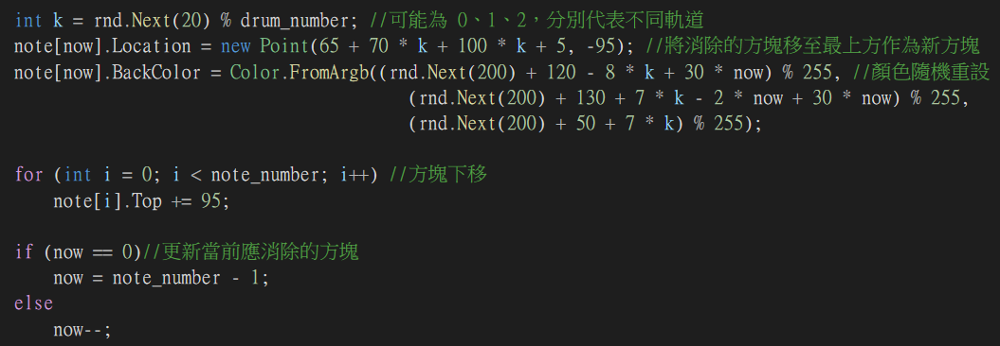 int k = rnd.Next(20) % drum_number; //可能為 0、1、2，分別代表不同軌道
note[now].Location = new Point(65 + 70 * k + 100 * k + 5, -95); //將消除的方塊移至最上方作為新方塊
note[now].BackColor = Color.FromArgb((rnd.Next(200) + 120 - 8 * k + 30 * now) % 255, //顏色隨機重設
(rnd.Next(200) + 130 + 7 * k - 2 * now + 30 * now) % 255,
(rnd.Next(200) + 50 + 7 * k) % 255);
for (int i = 0; i < note_number; i++) //方塊下移
note[i].Top += 95;
if (now == 0)//更新當前應消除的方塊
now = note_number - 1;
else
now--;